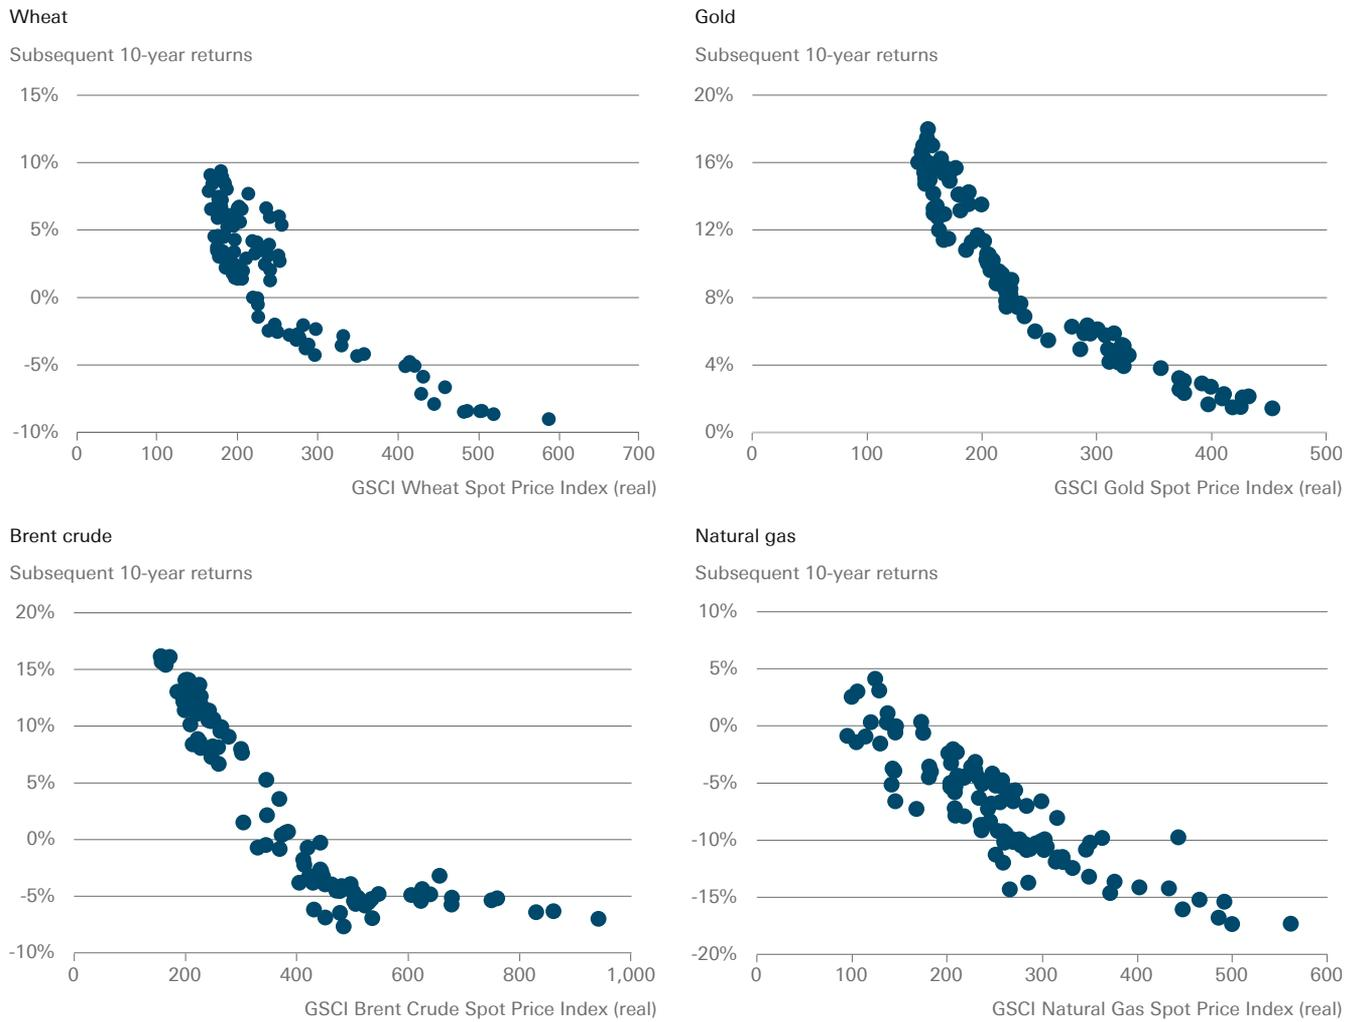 Wheat
Subsequent 10-year returns
15%
10%
5%
0%
-5%
-10%
0 100 200 300 400 500 600 700
GSCI Wheat Spot Price Index (real)
Gold
Subsequent 10-year returns
20%
16%
12%
8%
4%
0%
0 100 200 300 400 500
GSCI Gold Spot Price Index (real)
Brent crude
Subsequent 10-year returns
20%
15%
10%
5%
0%
-5%
-10%
0 200 400 600 800 1,000
GSCI Brent Crude Spot Price Index (real)
Natural gas
Subsequent 10-year returns
10%
5%
0%
-5%
-10%
-15%
-20%
0 100 200 300 400 500 600
GSCI Natural Gas Spot Price Index (real)